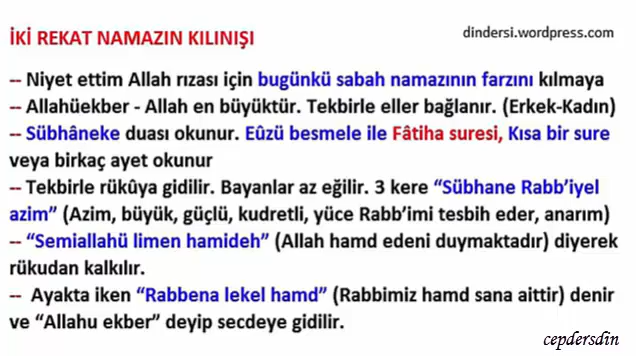 İKİ REKAT NAMAZIN KILINIŞI
dindersi.wordpress.com
-- Niyet ettim Allah rızası için bugünkü sabah namazının farzını kılmaya
-- Allahüekber - Allah en büyüktür. Tekbirle eller bağlanır. (Erkek-Kadın)
-- Sübhâneke duası okunur. Eûzü besmele ile Fâtiha suresi, Kısa bir sure
veya birkaç ayet okunur
-- Tekbirle rükûya gidilir. Bayanlar az eğilir. 3 kere “Sübhane Rabb’iyel
azim” (Azim, büyük, güçlü, kudretli, yüce Rabb’imi tesbih eder, anarım)
-- “Semiallahü limen hamideh” (Allah hamd edeni duymaktadır) diyerek
rükudan kalkılır.
-- Ayakta iken “Rabbena lekel hamd” (Rabbimiz hamd sana aittir) denir
ve “Allahu ekber” deyip secdeye gidilir.
cepdersdin